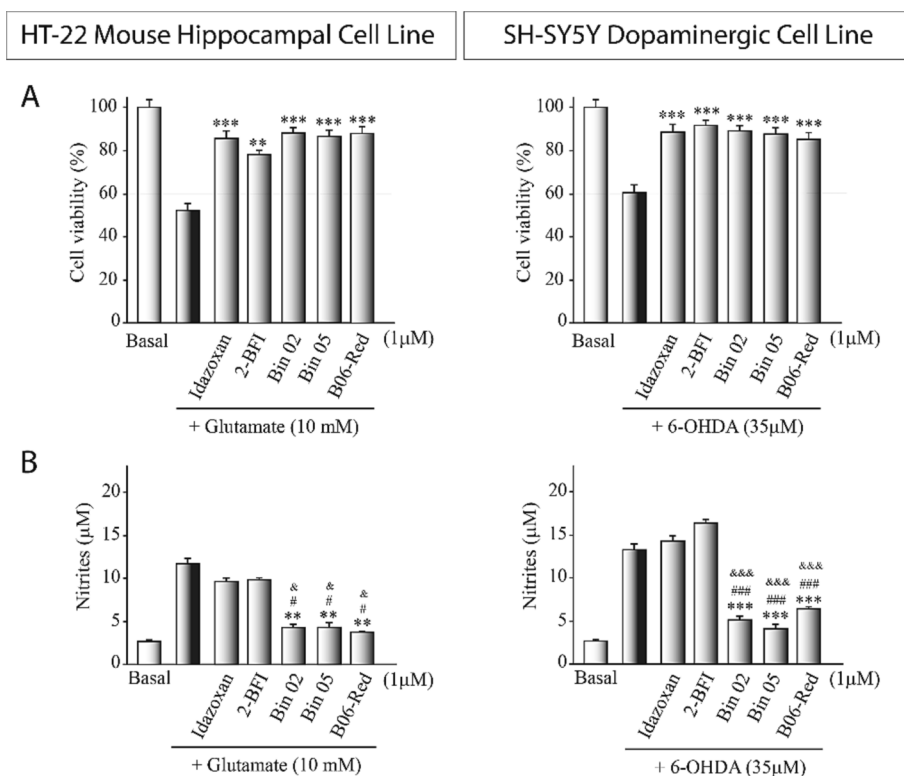 HT-22 Mouse Hippocampal Cell Line
SH-SY5Y Dopaminergic Cell Line
A
Cell viability (%)
100
80
60
40
20
0
***
**
***
***
***
Basal
Idazoxan
2-BFI
Bin 02
Bin 05
B06-Red
(1μM)
+ Glutamate (10 mM)
Cell viability (%)
100
80
60
40
20
0
***
***
***
***
***
Basal
Idazoxan
2-BFI
Bin 02
Bin 05
B06-Red
(1μM)
+ 6-OHDA (35μM)
B
Nitrites (μM)
20
15
10
5
0
&
#
**
&
#
**
&
#
**
Basal
Idazoxan
2-BFI
Bin 02
Bin 05
B06-Red
(1μM)
+ Glutamate (10 mM)
Nitrites (μM)
20
15
10
5
0
&&&
###
***
&&&
###
***
&&&
###
***
Basal
Idazoxan
2-BFI
Bin 02
Bin 05
B06-Red
(1μM)
+ 6-OHDA (35μM)